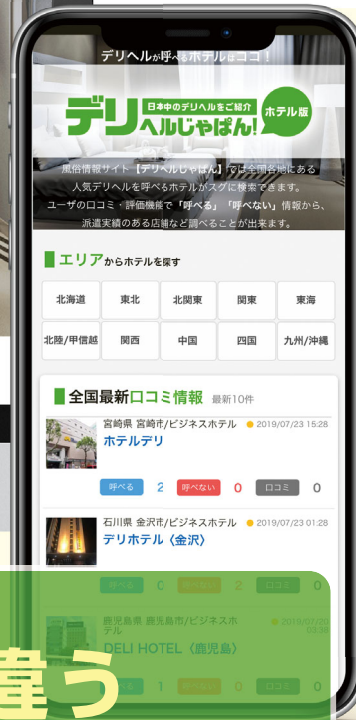 デリヘルが呼べるホテルはココ！
デリヘルじゃぱん!
日本中のデリヘルをご紹介
ホテル版
風俗情報サイト【デリヘルじゃぱん】では全国各地にある
人気デリヘルを呼べるホテルがスグに検索できます。
ユーザの口コミ・評価機能で「呼べる」「呼べない」情報から、
派遣実績のある店舗など調べることが出来ます。
エリアからホテルを探す
北海道 東北 北関東 関東 東海
北陸/甲信越 関西 中国 四国 九州/沖縄
全国最新口コミ情報 最新10件
宮崎県 宮崎市/ビジネスホテル 2019/07/23 15:28
ホテルデリ
呼べる 2 呼べない 0 口コミ 0
石川県 金沢市/ビジネスホテル 2019/07/23 01:28
デリホテル〈金沢〉
呼べる 0 呼べない 2 口コミ 0
鹿児島県 鹿児島市/ビジネスホテル 2019/07/20 03:38
DELI HOTEL〈鹿児島〉
呼べる 1 呼べない 0 口コミ 0
違う